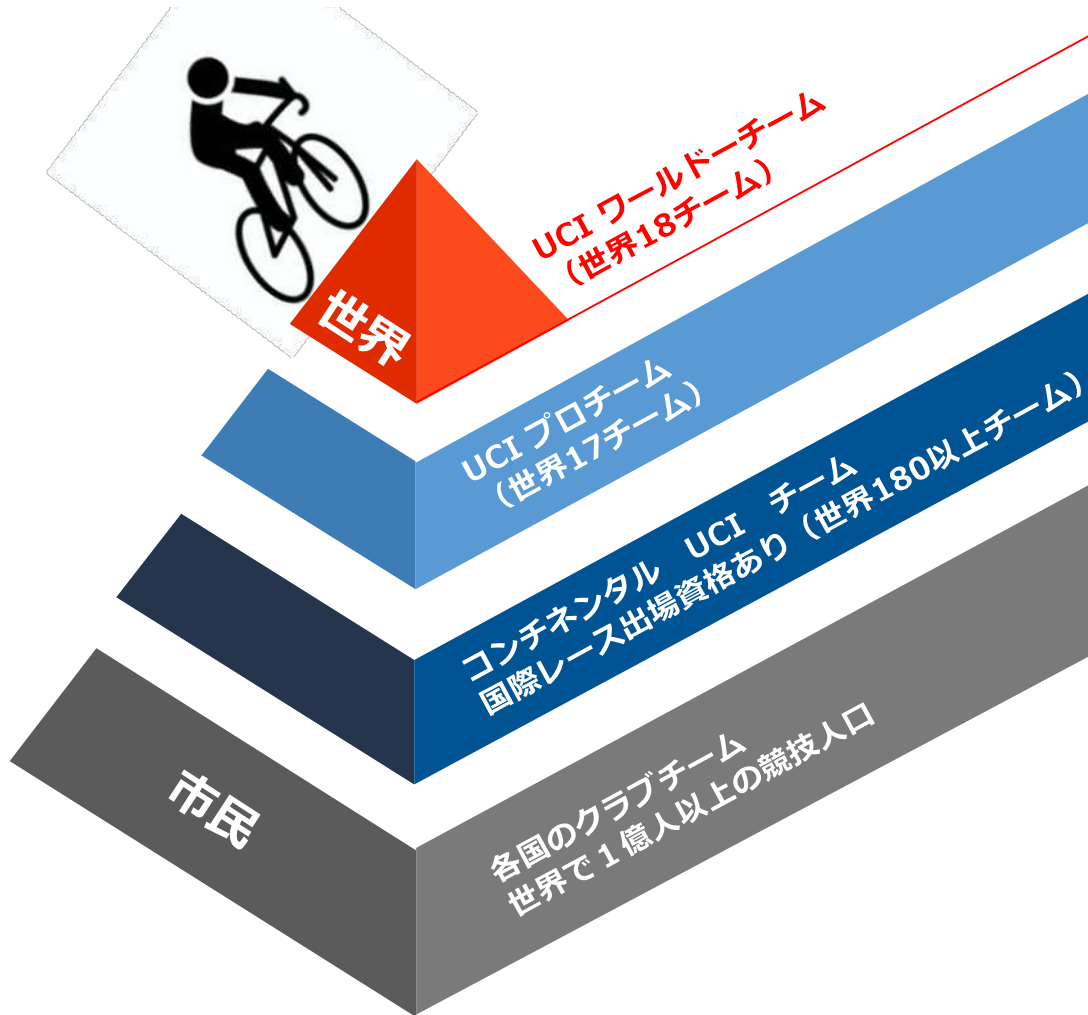 UCI ワールドーチーム
（世界18チーム）
世界
UCI プロチーム
（世界17チーム）
コンチネンタル　UCI　チーム
国際レース出場資格あり（世界180以上チーム）
市民
各国のクラブチーム
世界で１億人以上の競技人口